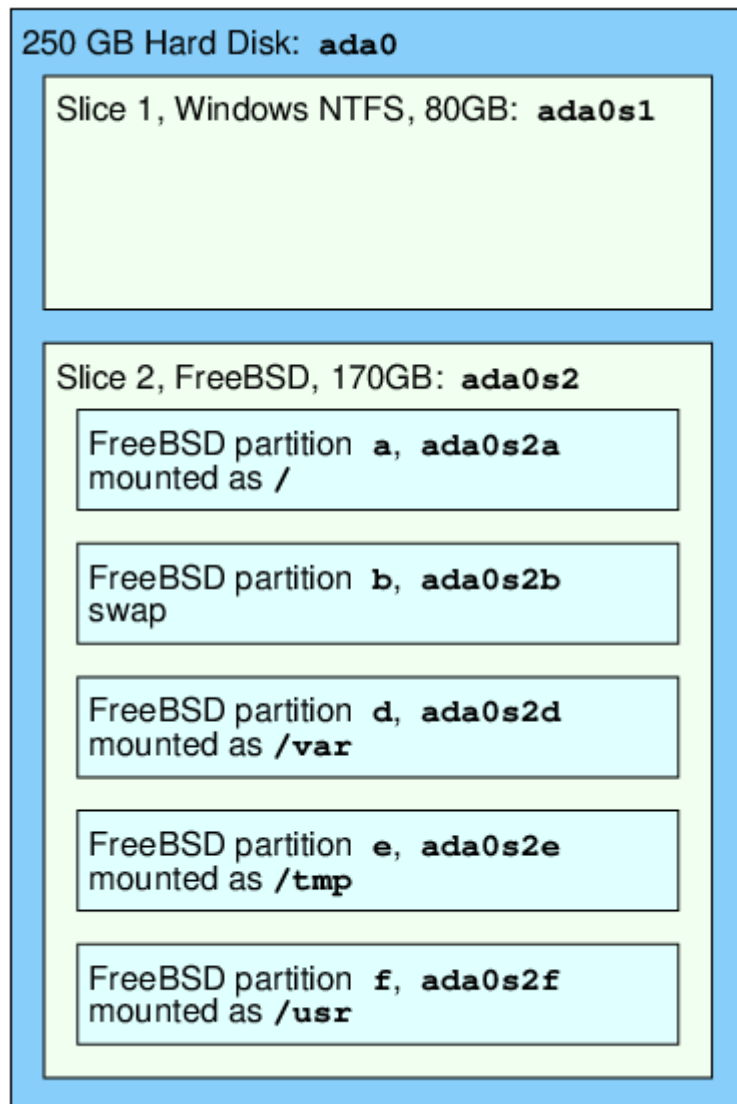 250 GB Hard Disk: ada0
Slice 1, Windows NTFS, 80GB: ada0s1
Slice 2, FreeBSD, 170GB: ada0s2
FreeBSD partition a, ada0s2a
mounted as /
FreeBSD partition b, ada0s2b
swap
FreeBSD partition d, ada0s2d
mounted as /var
FreeBSD partition e, ada0s2e
mounted as /tmp
FreeBSD partition f, ada0s2f
mounted as /usr